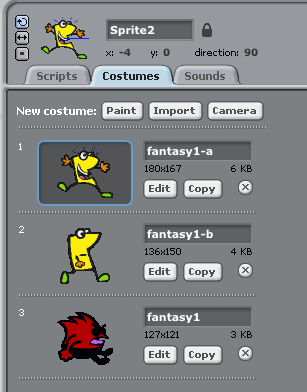 Sprite2
x: -4 y: 0 direction: 90
Scripts Costumes Sounds
New costume: Paint Import Camera
1
fantasy1-a
180x167 6 KB
Edit Copy
2
fantasy1-b
136x150 4 KB
Edit Copy
3
fantasy1
127x121 3 KB
Edit Copy